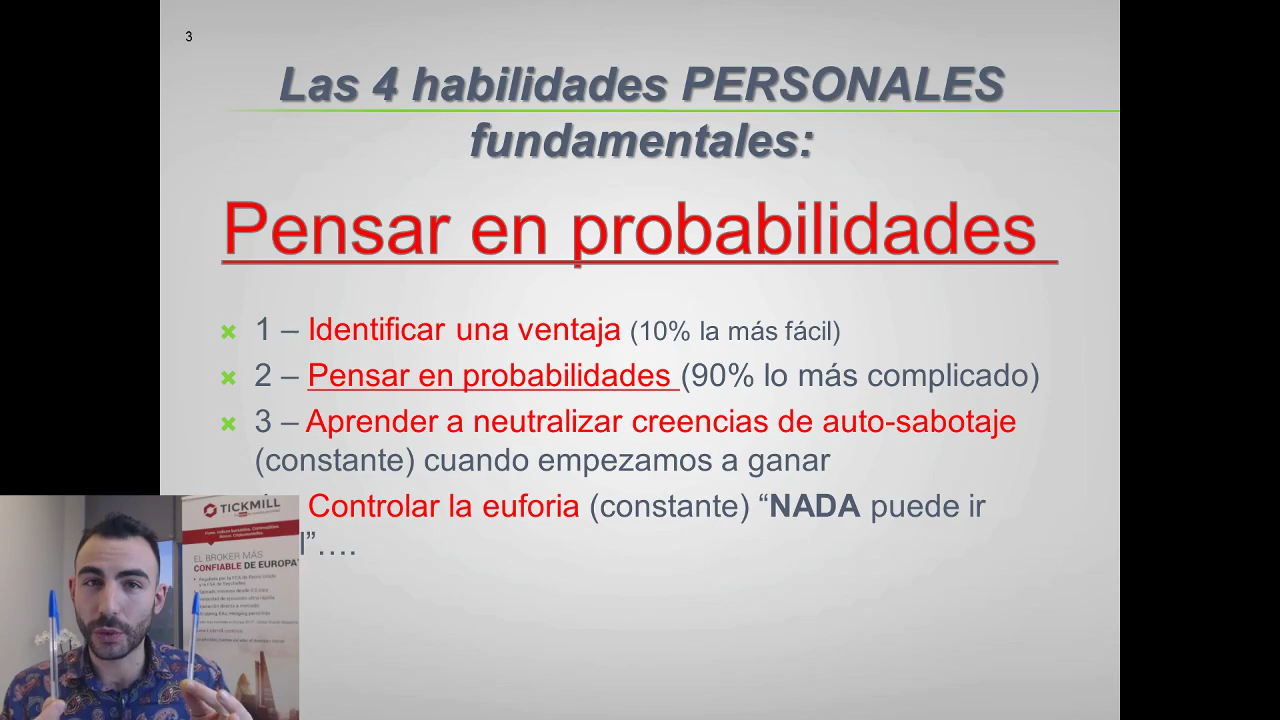 3
Las 4 habilidades PERSONALES
fundamentales:
Pensar en probabilidades
1 – Identificar una ventaja (10% la más fácil)
2 – Pensar en probabilidades (90% lo más complicado)
3 – Aprender a neutralizar creencias de auto-sabotaje
(constante) cuando empezamos a ganar
Controlar la euforia (constante) “NADA puede ir
l”….
TICKMILL
EL BROKER MÁS
CONFIABLE DE EUROPA